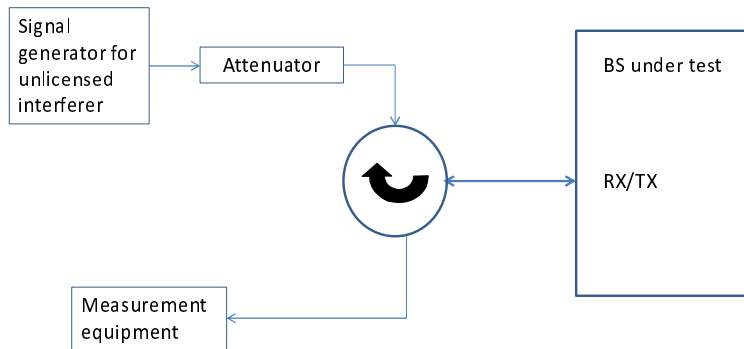 Signal
generator for
unlicensed
interferer
Attenuator
BS under test
RX/TX
Measurement
equipment